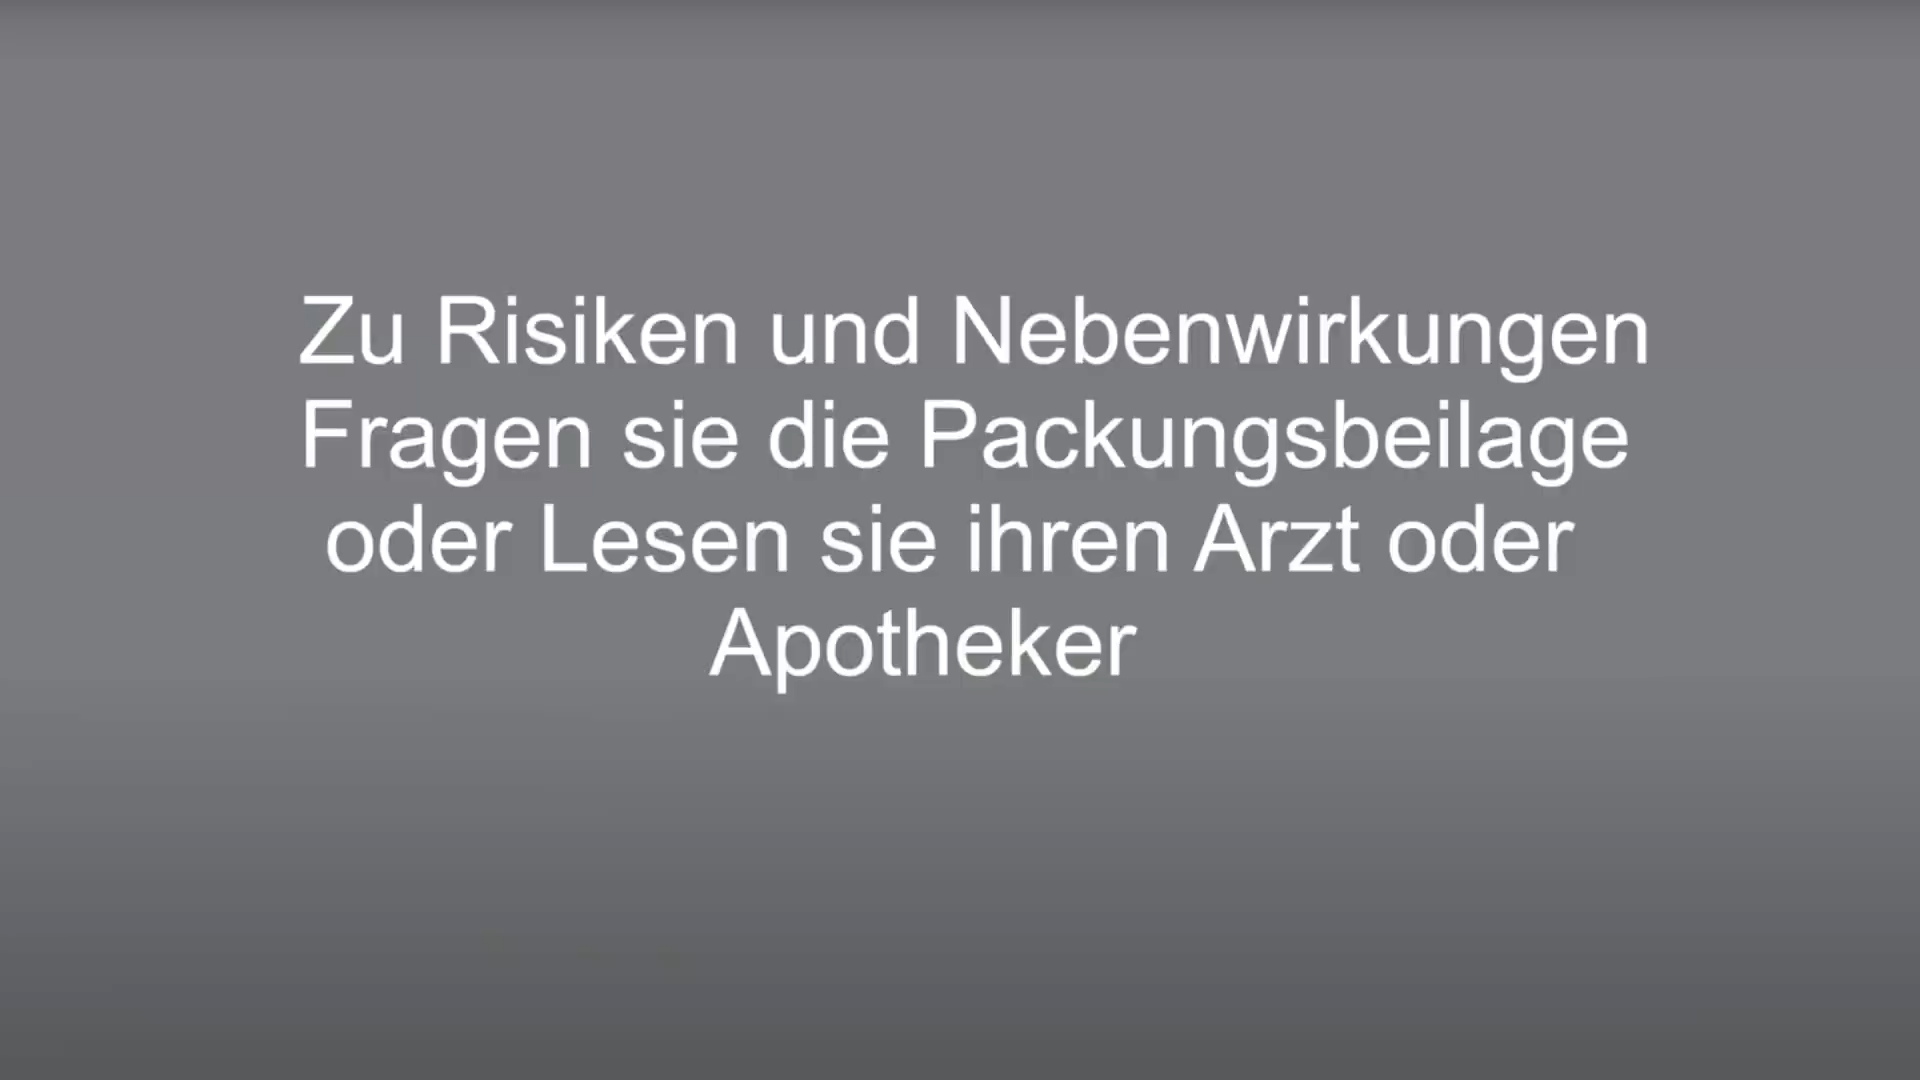 Zu Risiken und Nebenwirkungen
Fragen sie die Packungsbeilage
oder Lesen sie ihren Arzt oder
Apotheker